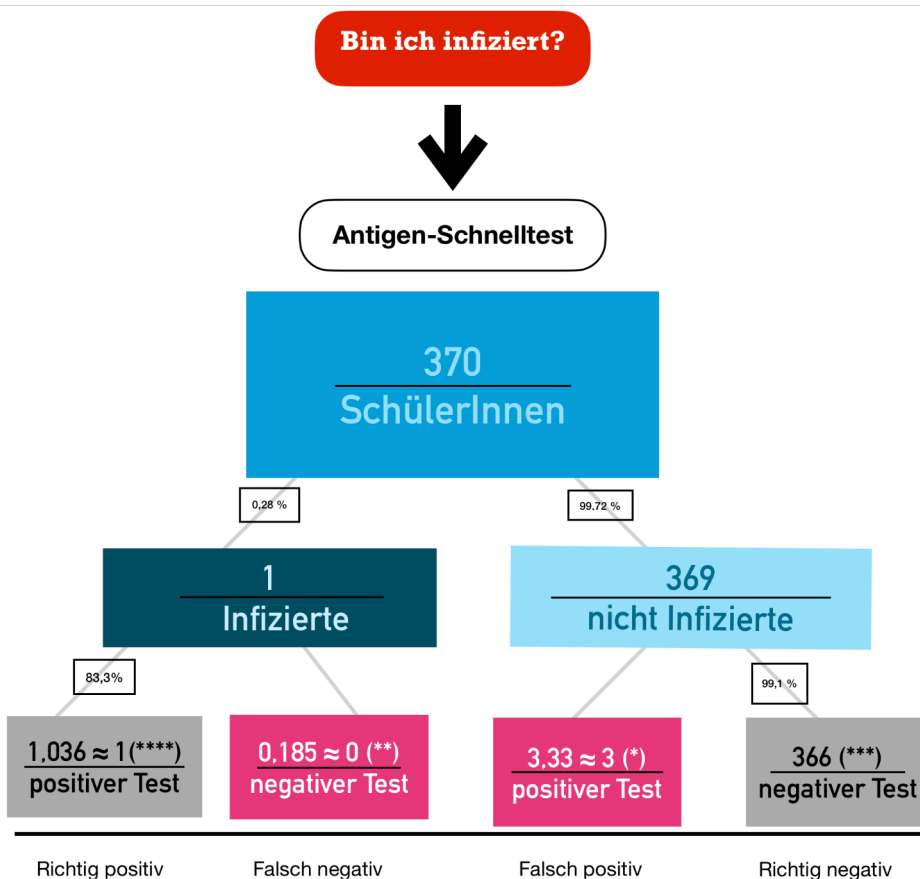 Bin ich infiziert?
Antigen-Schnelltest
370
SchülerInnen
0,28 %
99.72 %
1
Infizierte
369
nicht Infizierte
83,3%
99,1 %
1,036 ≈ 1(****)
positiver Test
0,185 ≈ 0 (**)
negativer Test
3,33 ≈ 3 (*)
positiver Test
366 (***)
negativer Test
Richtig positiv
Falsch negativ
Falsch positiv
Richtig negativ